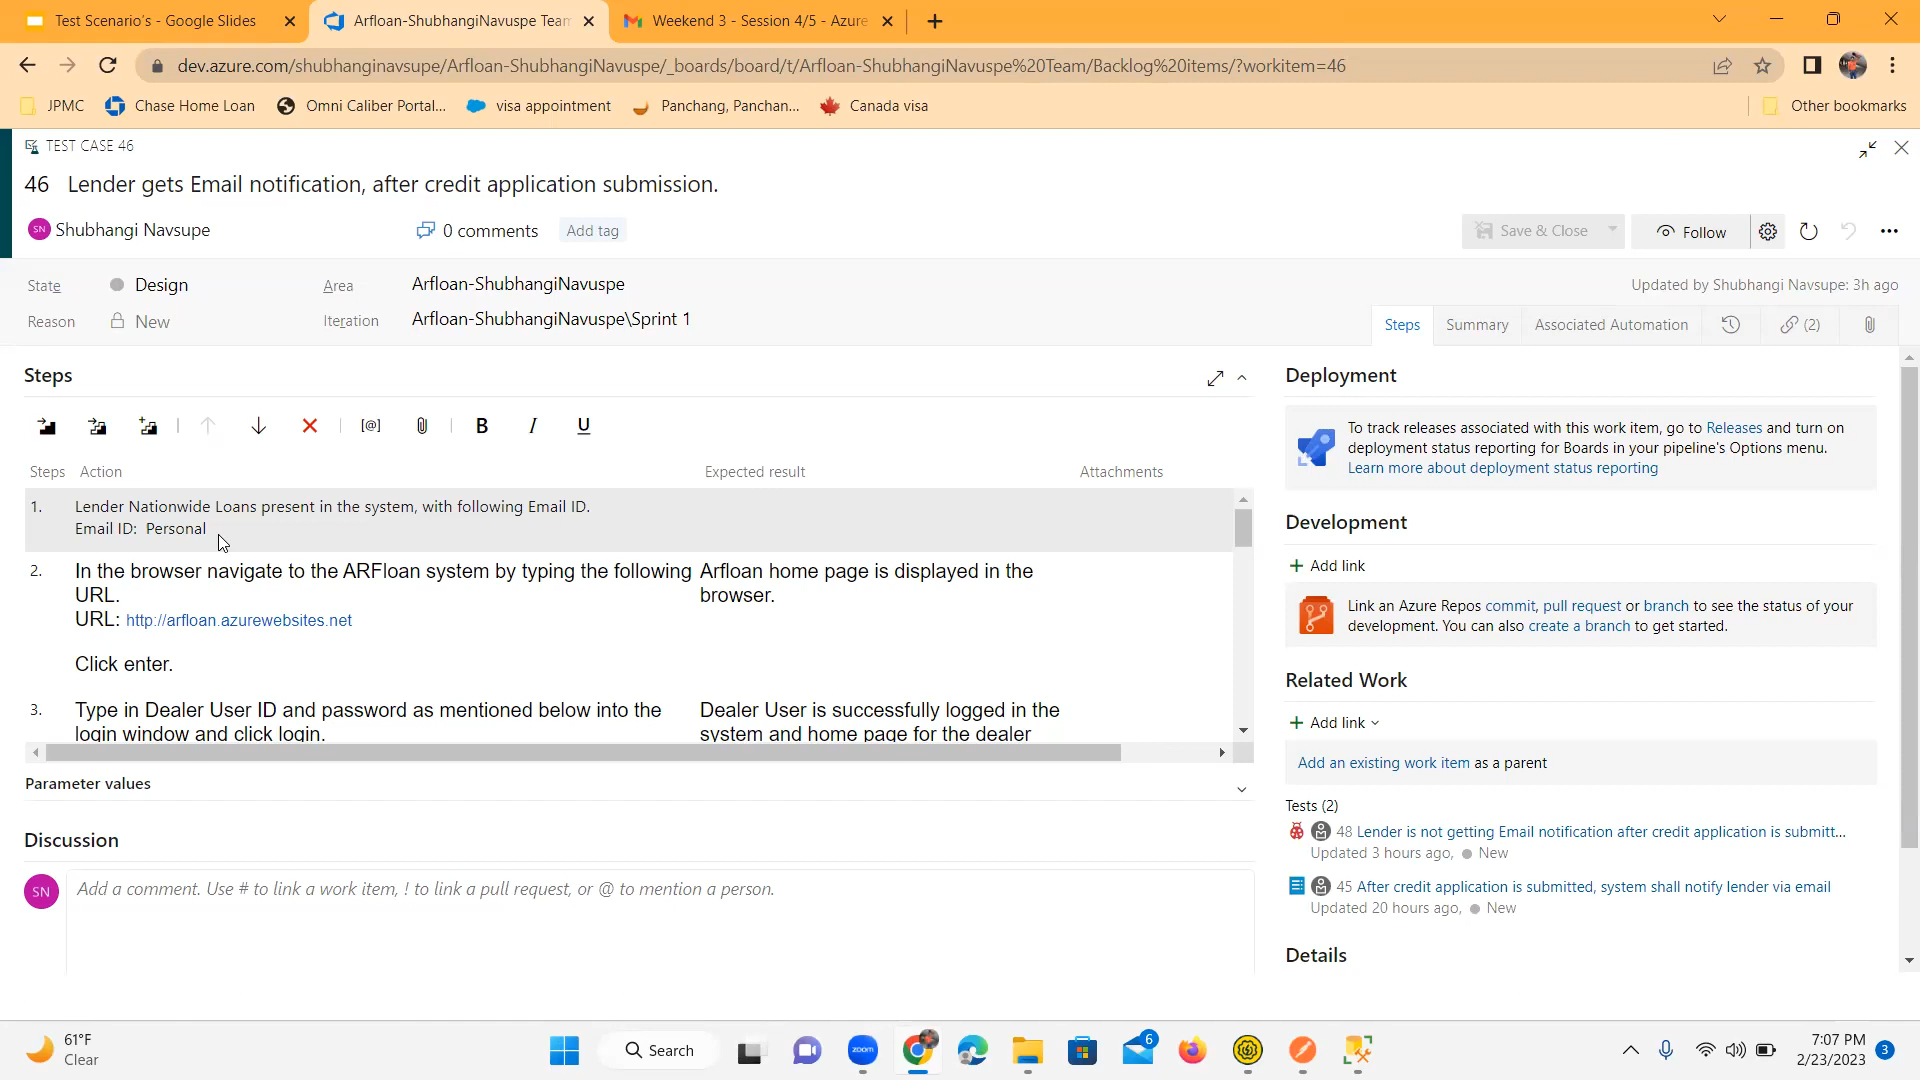 Test Scenario's - Google Slides
Arfloan-ShubhangiNavuspe Team
Weekend 3 - Session 4/5 - Azure
dev.azure.com/shubhanginavsupe/Arfloan-ShubhangiNavuspe/_boards/board/t/Arfloan-ShubhangiNavuspe%20Team/Backlog%20items/?workitem=46
JPMC
Chase Home Loan
Omni Caliber Portal...
visa appointment
Panchang, Panchan...
Canada visa
Other bookmarks
TEST CASE 46
46 Lender gets Email notification, after credit application submission.
SN Shubhangi Navsupe
0 comments
Add tag
Save & Close
Follow
State
Design
Area
Arfloan-ShubhangiNavuspe
Updated by Shubhangi Navsupe: 3h ago
Reason
New
Iteration
Arfloan-ShubhangiNavuspe\Sprint 1
Steps
Summary
Associated Automation
(2)
Steps
[@]
B
I
U
Steps Action
Expected result
Attachments
1. Lender Nationwide Loans present in the system, with following Email ID.
Email ID: Personal
2. In the browser navigate to the ARFloan system by typing the following
URL.
URL: http://arfloan.azurewebsites.net
Click enter.
Arfloan home page is displayed in the
browser.
3. Type in Dealer User ID and password as mentioned below into the
login window and click login.
Dealer User is successfully logged in the
system and home page for the dealer
Parameter values
Discussion
SN
Add a comment. Use # to link a work item, ! to link a pull request, or @ to mention a person.
Deployment
To track releases associated with this work item, go to Releases and turn on
deployment status reporting for Boards in your pipeline's Options menu.
Learn more about deployment status reporting
Development
+ Add link
Link an Azure Repos commit, pull request or branch to see the status of your
development. You can also create a branch to get started.
Related Work
+ Add link
Add an existing work item as a parent
Tests (2)
48 Lender is not getting Email notification after credit application is submitt...
Updated 3 hours ago, New
45 After credit application is submitted, system shall notify lender via email
Updated 20 hours ago, New
Details
61°F
Clear
Search
zoom
6
7:07 PM
2/23/2023
3